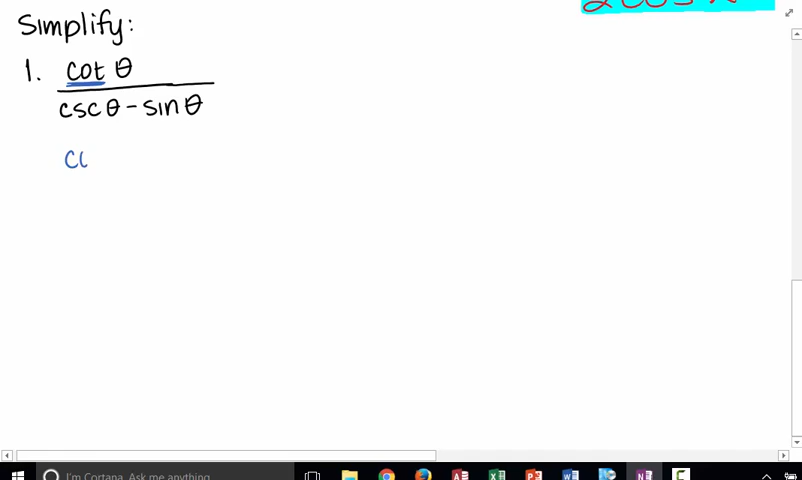 Simplify:
1. cot θ
csc θ - sin θ
I'm Cortana. Ask me anything